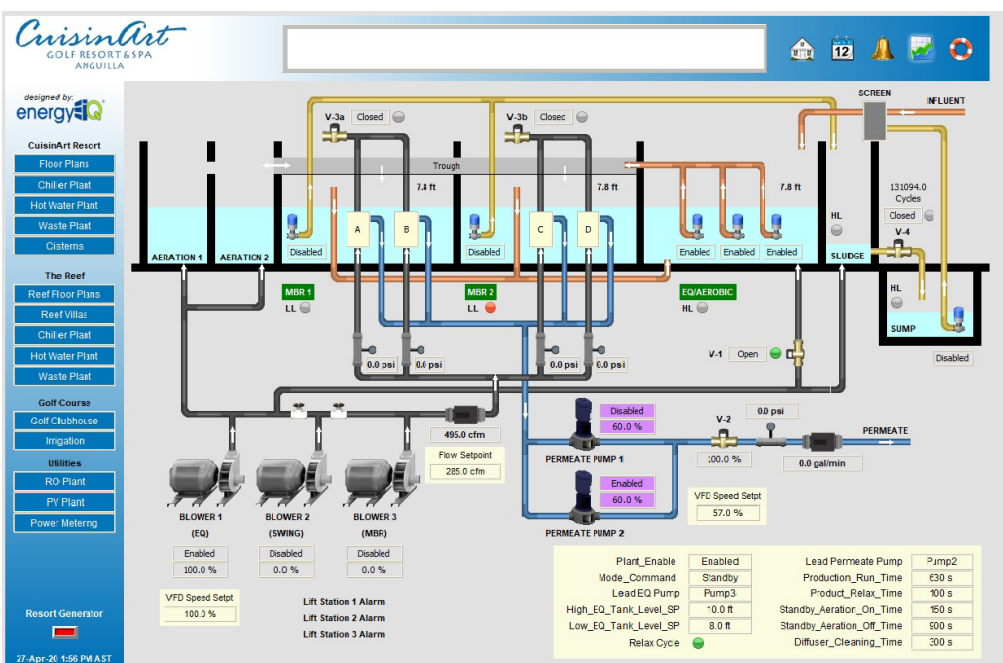 CuisinArt
GOLF RESORT & SPA
ANGUILLA
12
designed by:
energyIQ
CuisinArt Resort
Floor Plans
Chiller Plant
Hot Water Plant
Waste Plant
Cisterns
The Reef
Reef Floor Plans
Reef Villas
Chiller Plant
Hot Water Plant
Waste Plant
Golf Course
Golf Clubhouse
Irrigation
Utilities
RO Plant
PV Plant
Power Metering
Resort Generator
27-Apr-20 1:56 PM AST
SCREEN
INFLUENT
V-3a Closed
V-3b Closec
Trough
7.8 ft
7.8 ft
7.8 ft
131094.0
Cycles
Closed
V-4
HL
A
B
C
D
Disabled
Disabled
Enabled
Enabled
Enabled
AERATION 1
AERATION 2
SLUDGE
MBR 1
LL
MBR 2
LL
EQ/AEROBIC
HL
HL
SUMP
Disabled
0.0 psi
0.0 psi
0.0 psi
0.0 psi
V-1 Open
495.0 cfm
Flow Setpoint
285.0 cfm
Disabled
60.0 %
PERMEATE PUMP 1
Enabled
60.0 %
PERMEATE PUMP 2
V-2
100.0 %
0.0 psi
0.0 gal/min
PERMEATE
VFD Speed Setpt
57.0 %
BLOWER 1
(EQ)
Enabled
100.0 %
BLOWER 2
(SWING)
Disabled
0.0 %
BLOWER 3
(MBR)
Disabled
0.0 %
VFD Speed Setpt
100.0 %
Lift Station 1 Alarm
Lift Station 2 Alarm
Lift Station 3 Alarm
Plant_Enable Enabled
Mode_Command Standby
Lead EQ Pump Pump3
High_EQ_Tank_Level_SP 10.0 ft
Low_EQ_Tank_Level_SP 8.0 ft
Relax Cycle
Lead Permeate Pump Pump2
Production_Run_Time 630 s
Product_Relax_Time 100 s
Standby_Aeration_On_Time 150 s
Standby_Aeration_Off_Time 900 s
Diffuser_Cleaning_Time 300 s